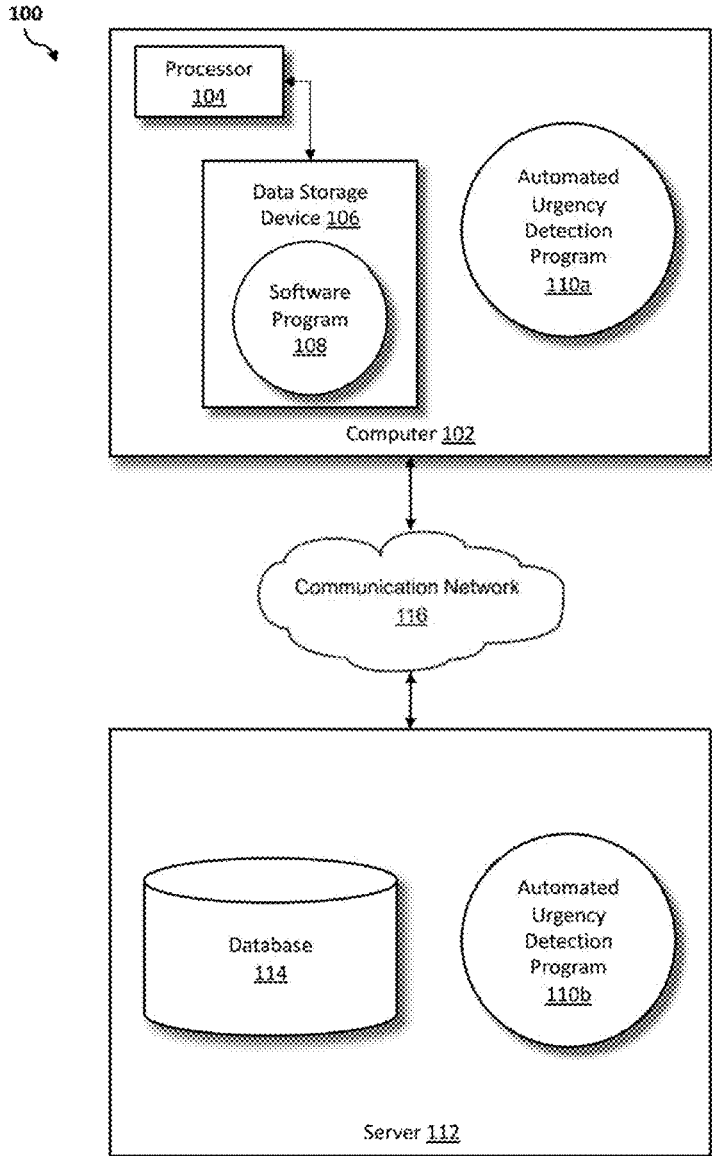 100
Processor
104
Data Storage
Device 106
Software
Program
108
Automated
Urgency
Detection
Program
110a
Computer 102
Communication Network
116
Database
114
Automated
Urgency
Detection
Program
110b
Server 112